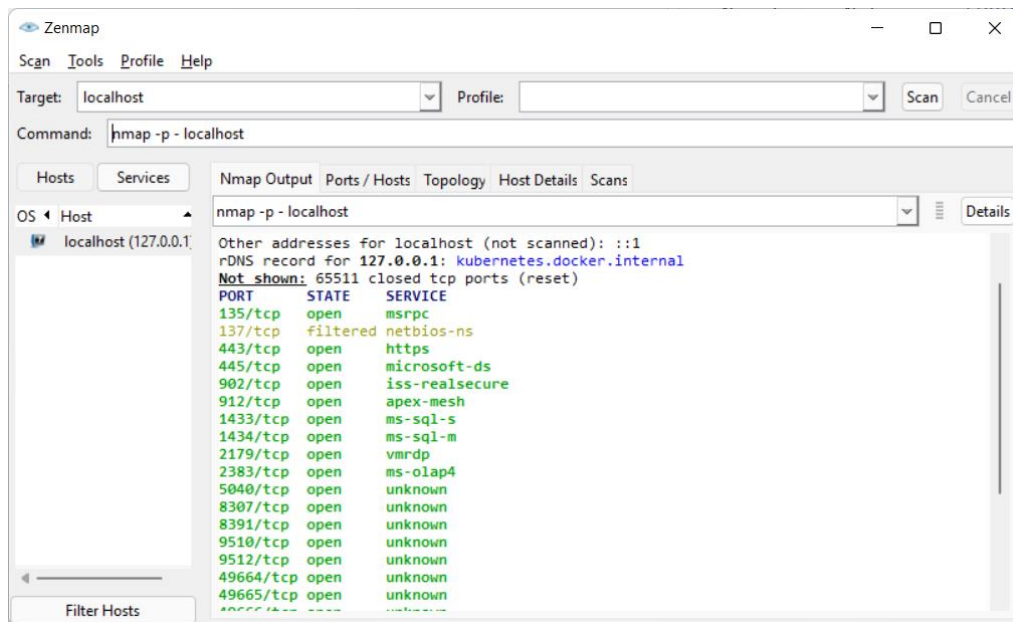 Zenmap
Scan Tools Profile Help
Target: localhost Profile: Scan Cancel
Command: nmap -p - localhost
Hosts Services Nmap Output Ports / Hosts Topology Host Details Scans
OS Host nmap -p - localhost Details
localhost (127.0.0.1
Other addresses for localhost (not scanned): ::1
rDNS record for 127.0.0.1: kubernetes.docker.internal
Not shown: 65511 closed tcp ports (reset)
PORT STATE SERVICE
135/tcp open msrpc
137/tcp filtered netbios-ns
443/tcp open https
445/tcp open microsoft-ds
902/tcp open iss-realsecure
912/tcp open apex-mesh
1433/tcp open ms-sql-s
1434/tcp open ms-sql-m
2179/tcp open vmrdp
2383/tcp open ms-olap4
5040/tcp open unknown
8307/tcp open unknown
8391/tcp open unknown
9510/tcp open unknown
9512/tcp open unknown
49664/tcp open unknown
49665/tcp open unknown
Filter Hosts